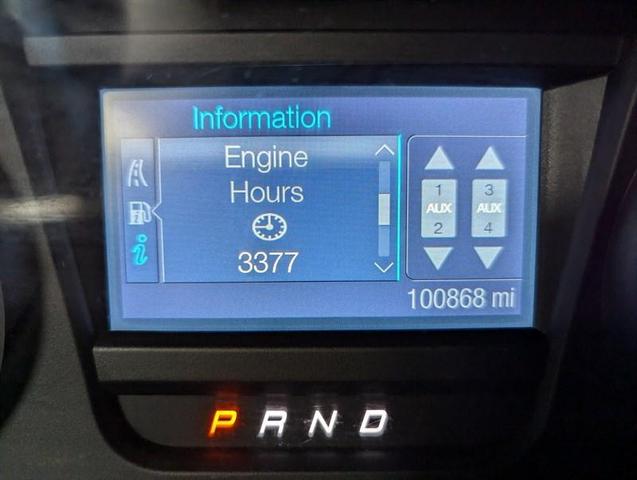 Information
Engine
Hours
3377
1 3
AUX AUX
2 4
100868 mi
P R N D